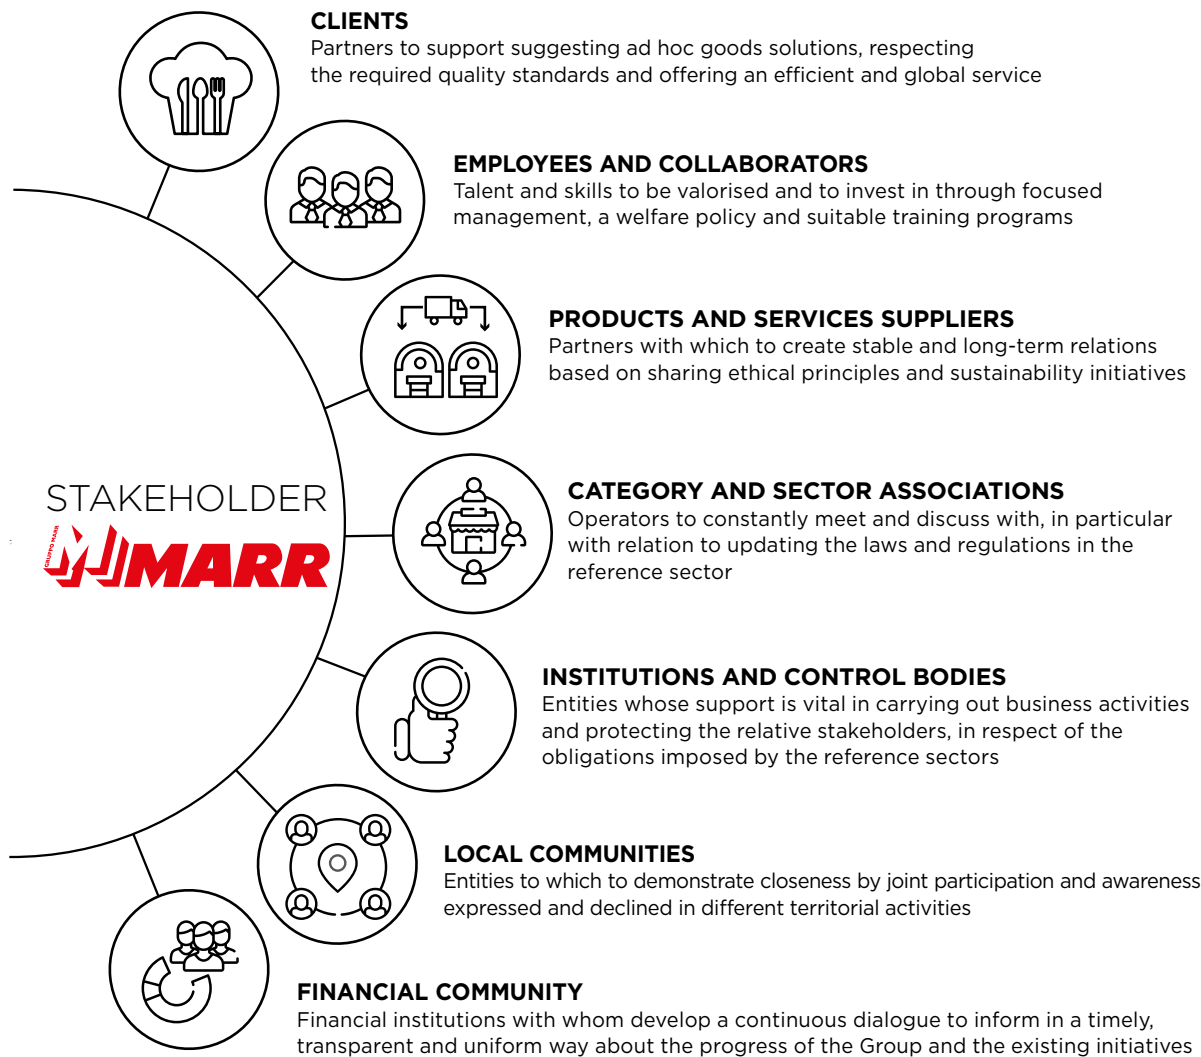 CLIENTS
Partners to support suggesting ad hoc goods solutions, respecting
the required quality standards and offering an efficient and global service
EMPLOYEES AND COLLABORATORS
Talent and skills to be valorised and to invest in through focused
management, a welfare policy and suitable training programs
PRODUCTS AND SERVICES SUPPLIERS
Partners with which to create stable and long-term relations
based on sharing ethical principles and sustainability initiatives
STAKEHOLDER
GRUPPO MARR
MARR
CATEGORY AND SECTOR ASSOCIATIONS
Operators to constantly meet and discuss with, in particular
with relation to updating the laws and regulations in the
reference sector
INSTITUTIONS AND CONTROL BODIES
Entities whose support is vital in carrying out business activities
and protecting the relative stakeholders, in respect of the
obligations imposed by the reference sectors
LOCAL COMMUNITIES
Entities to which to demonstrate closeness by joint participation and awareness
expressed and declined in different territorial activities
FINANCIAL COMMUNITY
Financial institutions with whom develop a continuous dialogue to inform in a timely,
transparent and uniform way about the progress of the Group and the existing initiatives